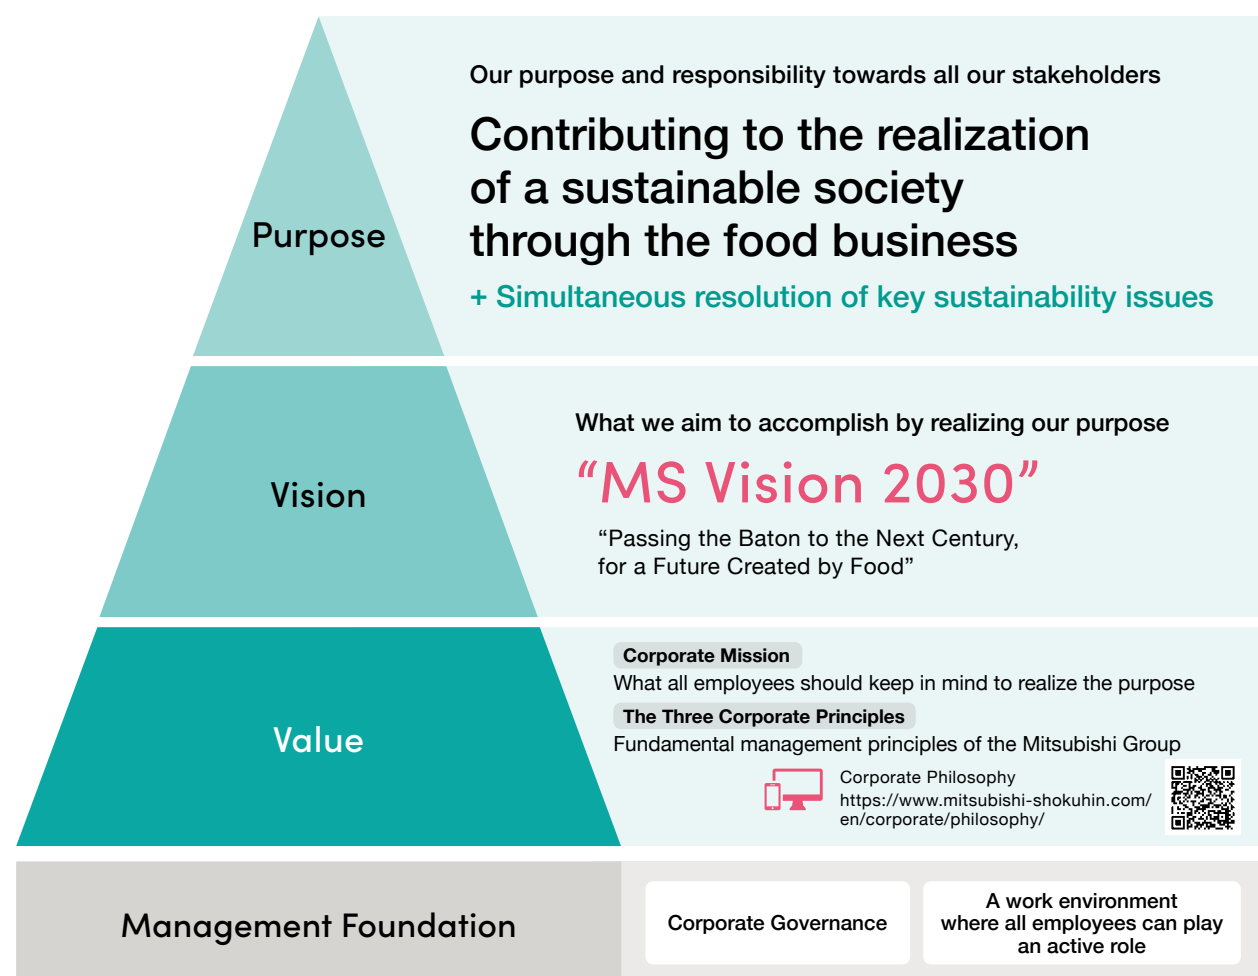 Purpose
Our purpose and responsibility towards all our stakeholders
Contributing to the realization
of a sustainable society
through the food business
+ Simultaneous resolution of key sustainability issues
Vision
What we aim to accomplish by realizing our purpose
“MS Vision 2030”
“Passing the Baton to the Next Century,
for a Future Created by Food”
Value
Corporate Mission
What all employees should keep in mind to realize the purpose
The Three Corporate Principles
Fundamental management principles of the Mitsubishi Group
Corporate Philosophy
https://www.mitsubishi-shokuhin.com/
en/corporate/philosophy/
Management Foundation
Corporate Governance
A work environment
where all employees can play
an active role